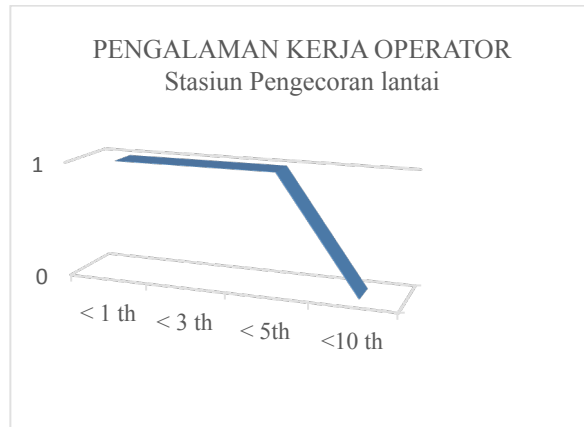 PENGALAMAN KERJA OPERATOR
Stasiun Pengecoran lantai
1
0
< 1 th
< 3 th
< 5th
<10 th